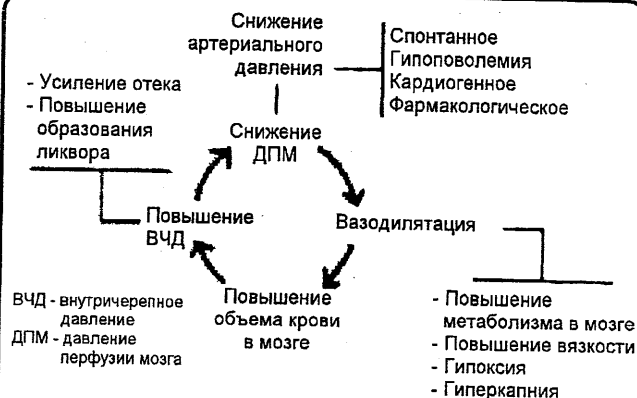 Снижение
артериального
давления
Спонтанное
Гипоповолемия
Кардиогенное
Фармакологическое
- Усиление отека
- Повышение
образования
ликвора
Снижение
ДПМ
Повышение
ВЧД
Вазодилятация
Повышение
объема крови
в мозге
ВЧД - внутричерепное
давление
ДПМ - давление
перфузии мозга
- Повышение
метаболизма в мозге
- Повышение вязкости
- Гипоксия
- Гиперкапния